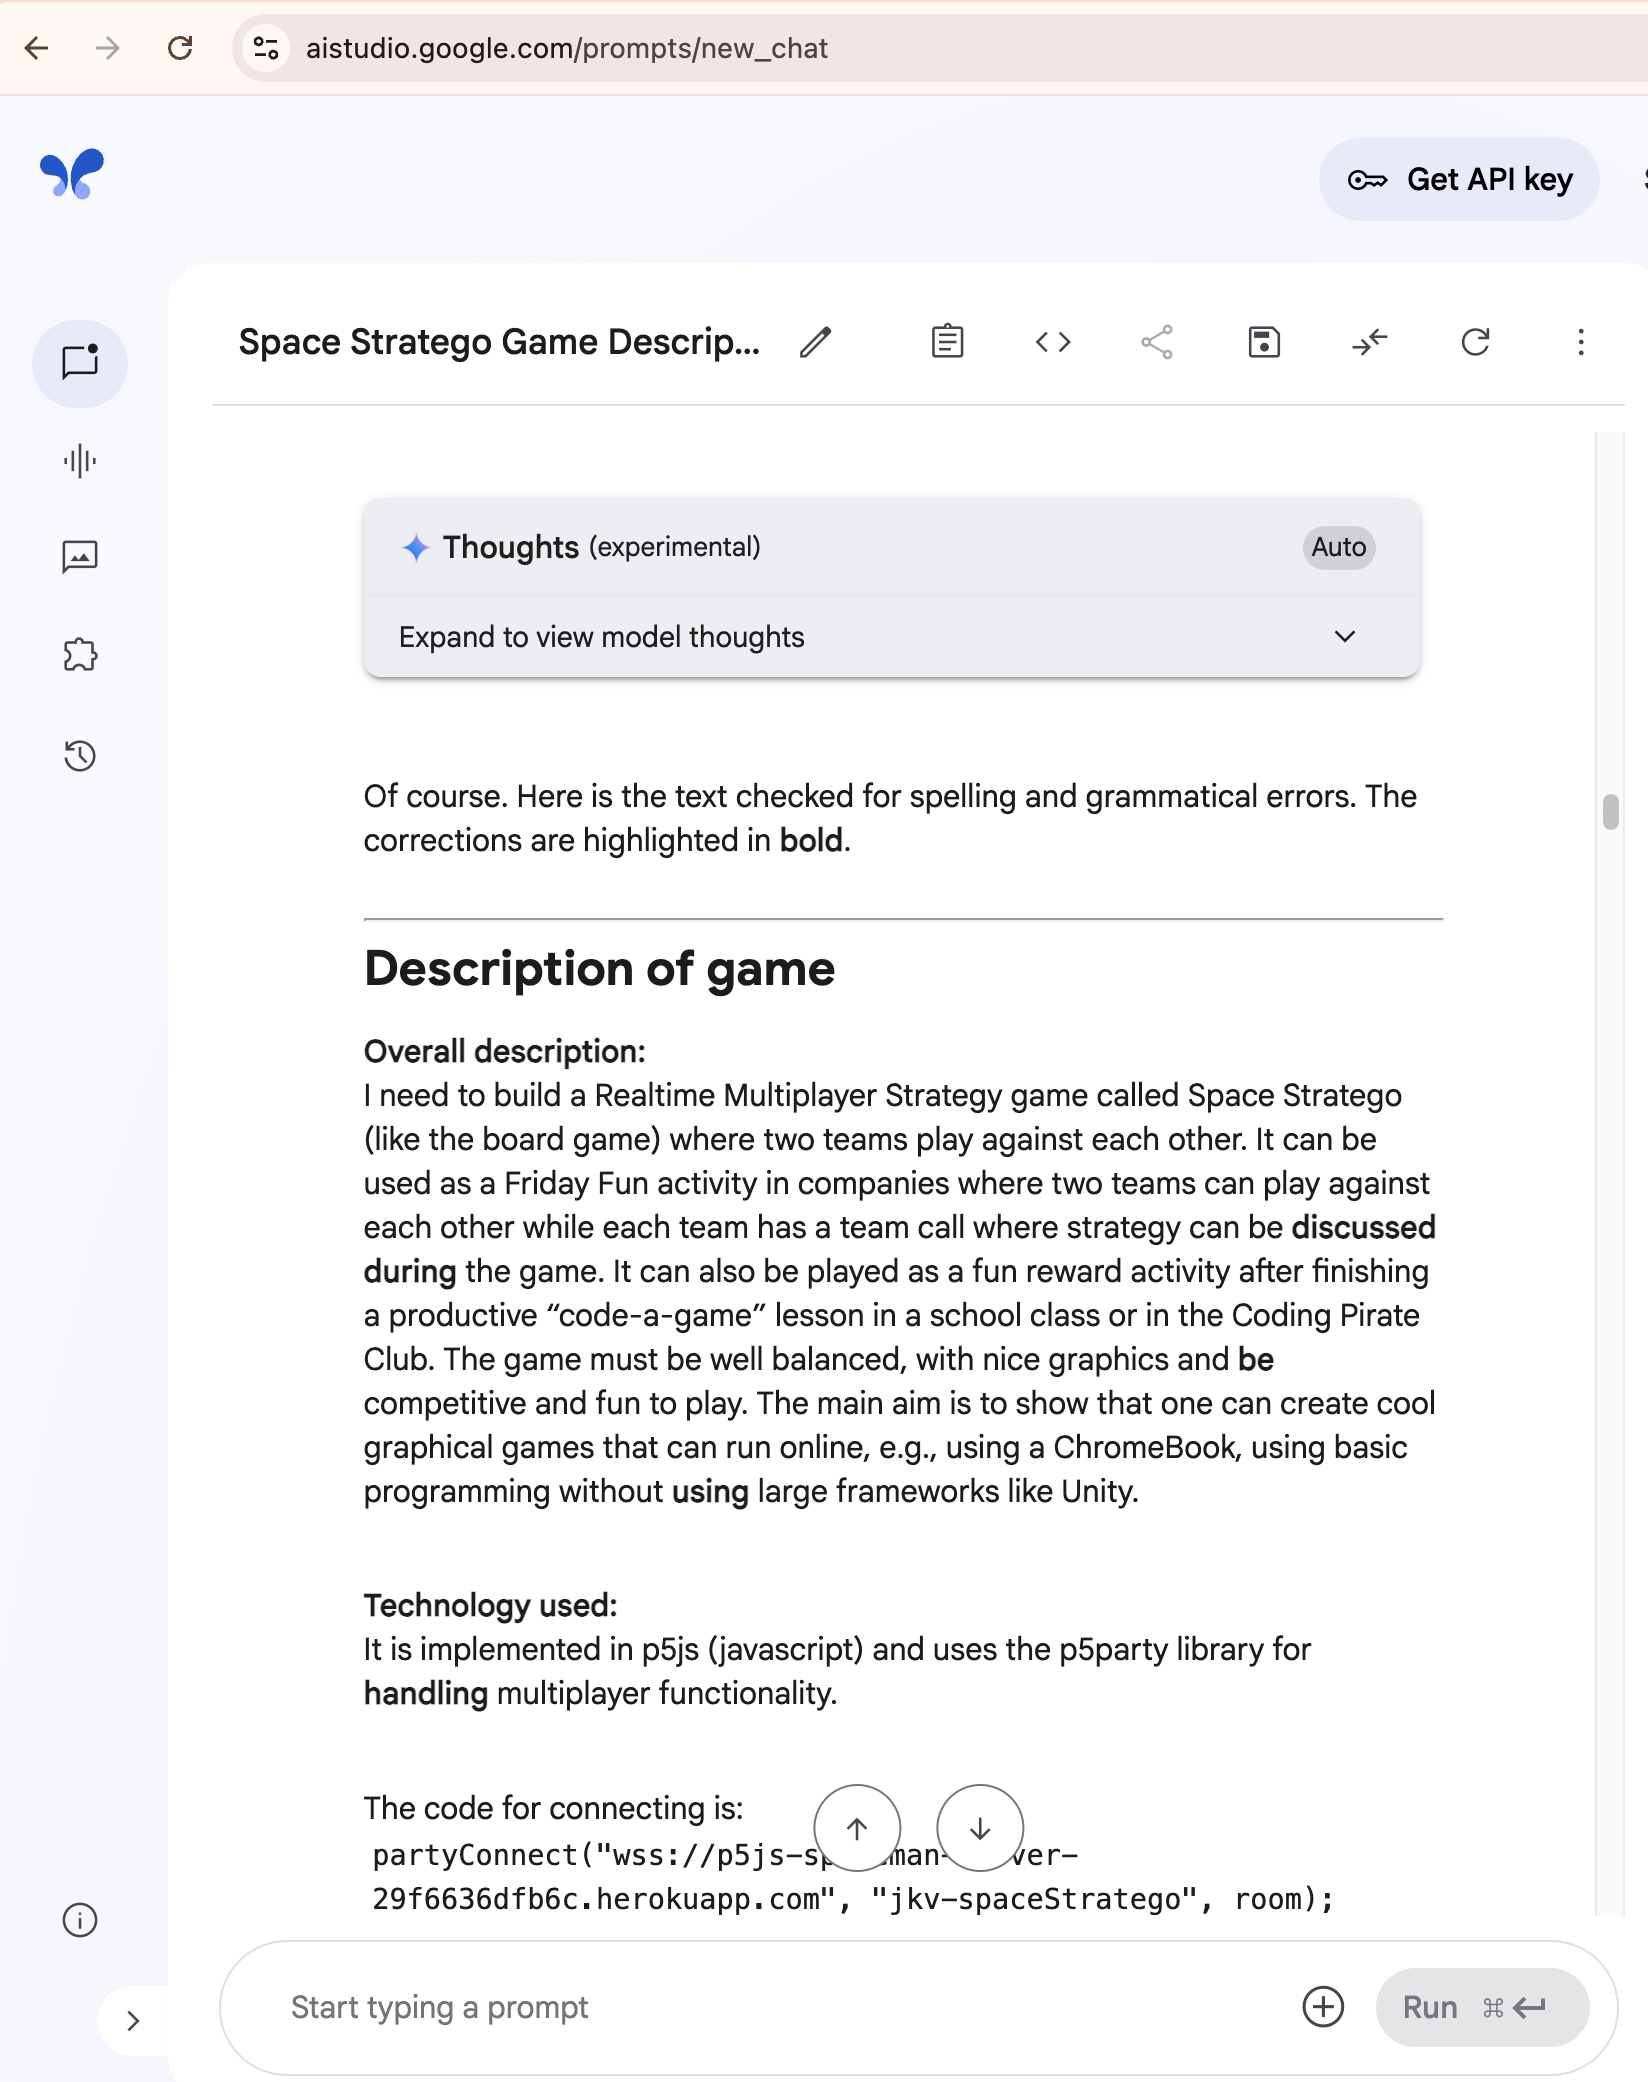 aistudio.google.com/prompts/new_chat
Get API key
Space Stratego Game Descrip...
Thoughts (experimental)
Auto
Expand to view model thoughts
Of course. Here is the text checked for spelling and grammatical errors. The
corrections are highlighted in bold.
Description of game
Overall description:
I need to build a Realtime Multiplayer Strategy game called Space Stratego
(like the board game) where two teams play against each other. It can be
used as a Friday Fun activity in companies where two teams can play against
each other while each team has a team call where strategy can be discussed
during the game. It can also be played as a fun reward activity after finishing
a productive “code-a-game” lesson in a school class or in the Coding Pirate
Club. The game must be well balanced, with nice graphics and be
competitive and fun to play. The main aim is to show that one can create cool
graphical games that can run online, e.g., using a ChromeBook, using basic
programming without using large frameworks like Unity.
Technology used:
It is implemented in p5js (javascript) and uses the p5party library for
handling multiplayer functionality.
The code for connecting is:
partyConnect("wss://p5js-
29f6636dfb6c.herokuapp.com", "jkv-spaceStratego", room);
Start typing a prompt
Run ⌘